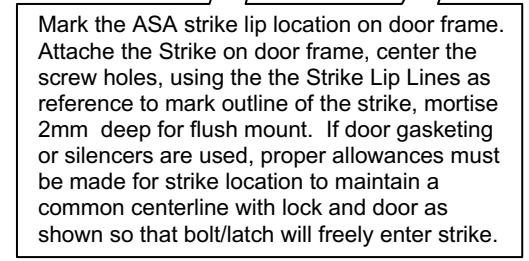 Mark the ASA strike lip location on door frame.
Attache the Strike on door frame, center the
screw holes, using the the Strike Lip Lines as
reference to mark outline of the strike, mortise
2mm  deep for flush mount.  If door gasketing
or silencers are used, proper allowances must
be made for strike location to maintain a
common centerline with lock and door as
shown so that bolt/latch will freely enter strike.